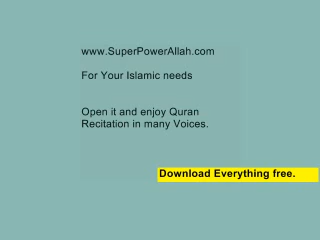 www.SuperPowerAllah.com
For Your Islamic needs
Open it and enjoy Quran
Recitation in many Voices.
Download Everything free.